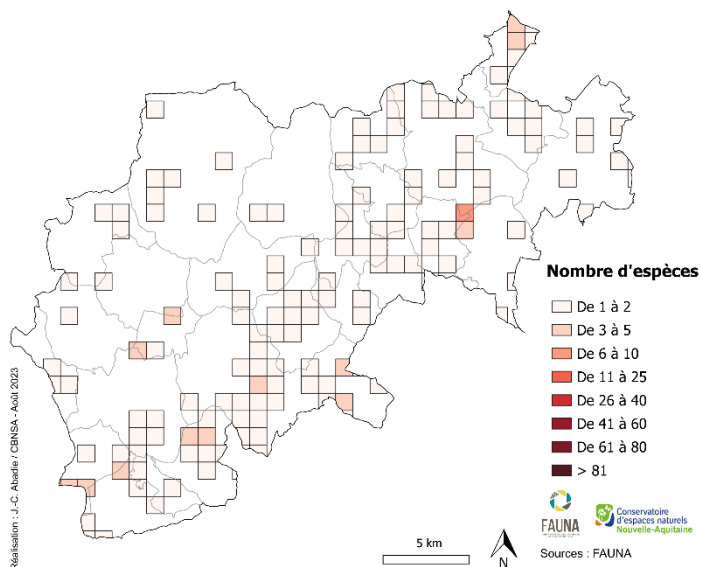 Nombre d'espèces
De 1 à 2
De 3 à 5
De 6 à 10
De 11 à 25
De 26 à 40
De 41 à 60
De 61 à 80
> 81
Réalisation : J.-C. Abadie / CBNSA - Août 2023
5 km
N
FAUNA
Conservatoire
d'espaces naturels
Nouvelle-Aquitaine
Sources : FAUNA